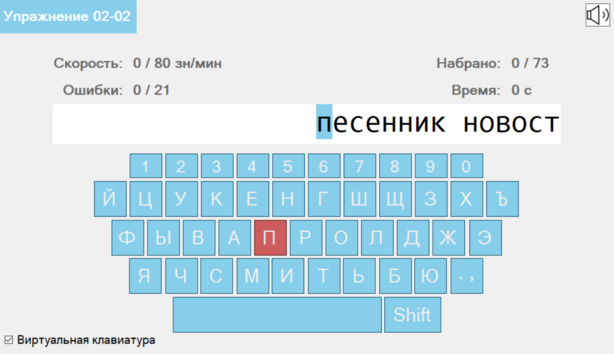 Упражнение 02-02
Скорость: 0 / 80 зн/мин
Набрано: 0 / 73
Ошибки: 0 / 21
Время: 0 с
песенник новост
1 2 3 4 5 6 7 8 9 0
Й Ц У К Е Н Г Ш Щ З Х Ъ
Ф Ы В А П Р О Л Д Ж Э
Я Ч С М И Т Ь Б Ю . ,
Shift
Виртуальная клавиатура